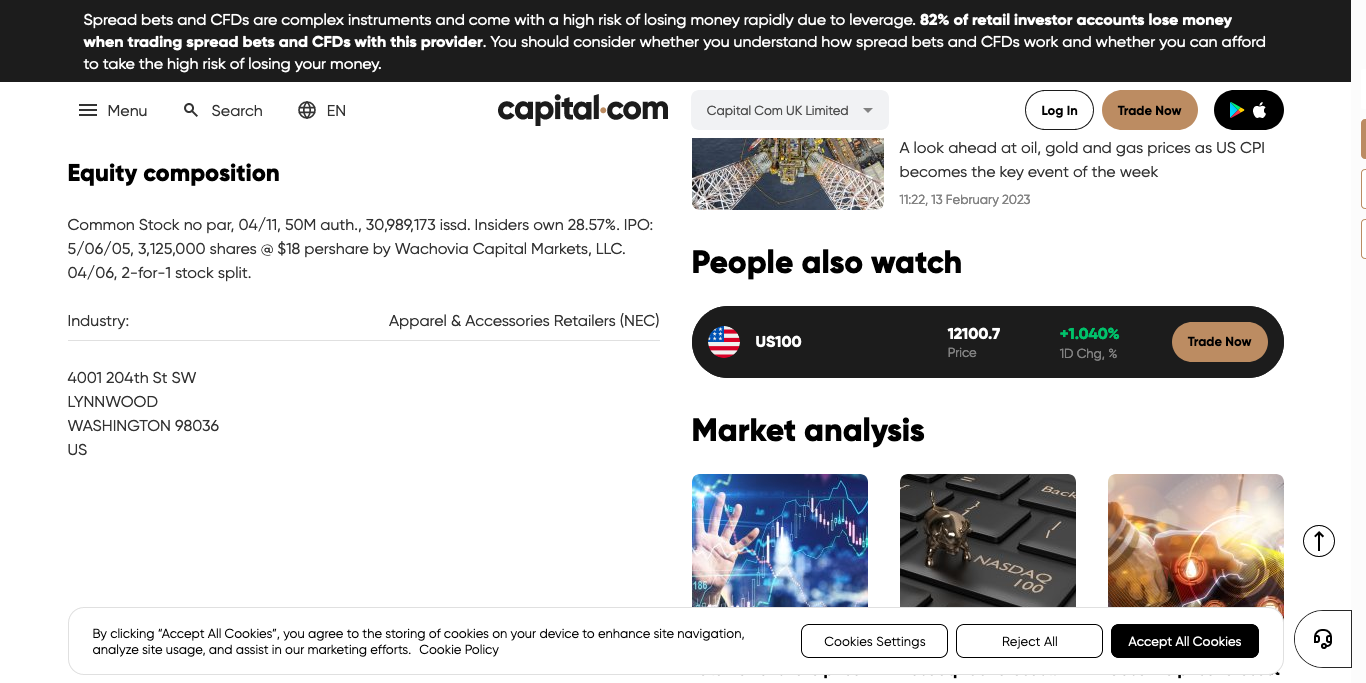 Spread bets and CFDs are complex instruments and come with a high risk of losing money rapidly due to leverage. 82% of retail investor accounts lose money
when trading spread bets and CFDs with this provider. You should consider whether you understand how spread bets and CFDs work and whether you can afford
to take the high risk of losing your money.
Menu
Search
EN
capital.com
Capital Com UK Limited
Log In
Trade Now
Equity composition
Common Stock no par, 04/11, 50M auth., 30,989,173 issd. Insiders own 28.57%. IPO:
5/06/05, 3,125,000 shares @ $18 pershare by Wachovia Capital Markets, LLC.
04/06, 2-for-1 stock split.
Industry:
Apparel & Accessories Retailers (NEC)
4001 204th St SW
LYNNWOOD
WASHINGTON 98036
US
A look ahead at oil, gold and gas prices as US CPI
becomes the key event of the week
11:22, 13 February 2023
People also watch
US100
12100.7
Price
+1.040%
1D Chg, %
Trade Now
Market analysis
186
Back
NASDAQ
100
By clicking “Accept All Cookies”, you agree to the storing of cookies on your device to enhance site navigation,
analyze site usage, and assist in our marketing efforts. Cookie Policy
Cookies Settings
Reject All
Accept All Cookies